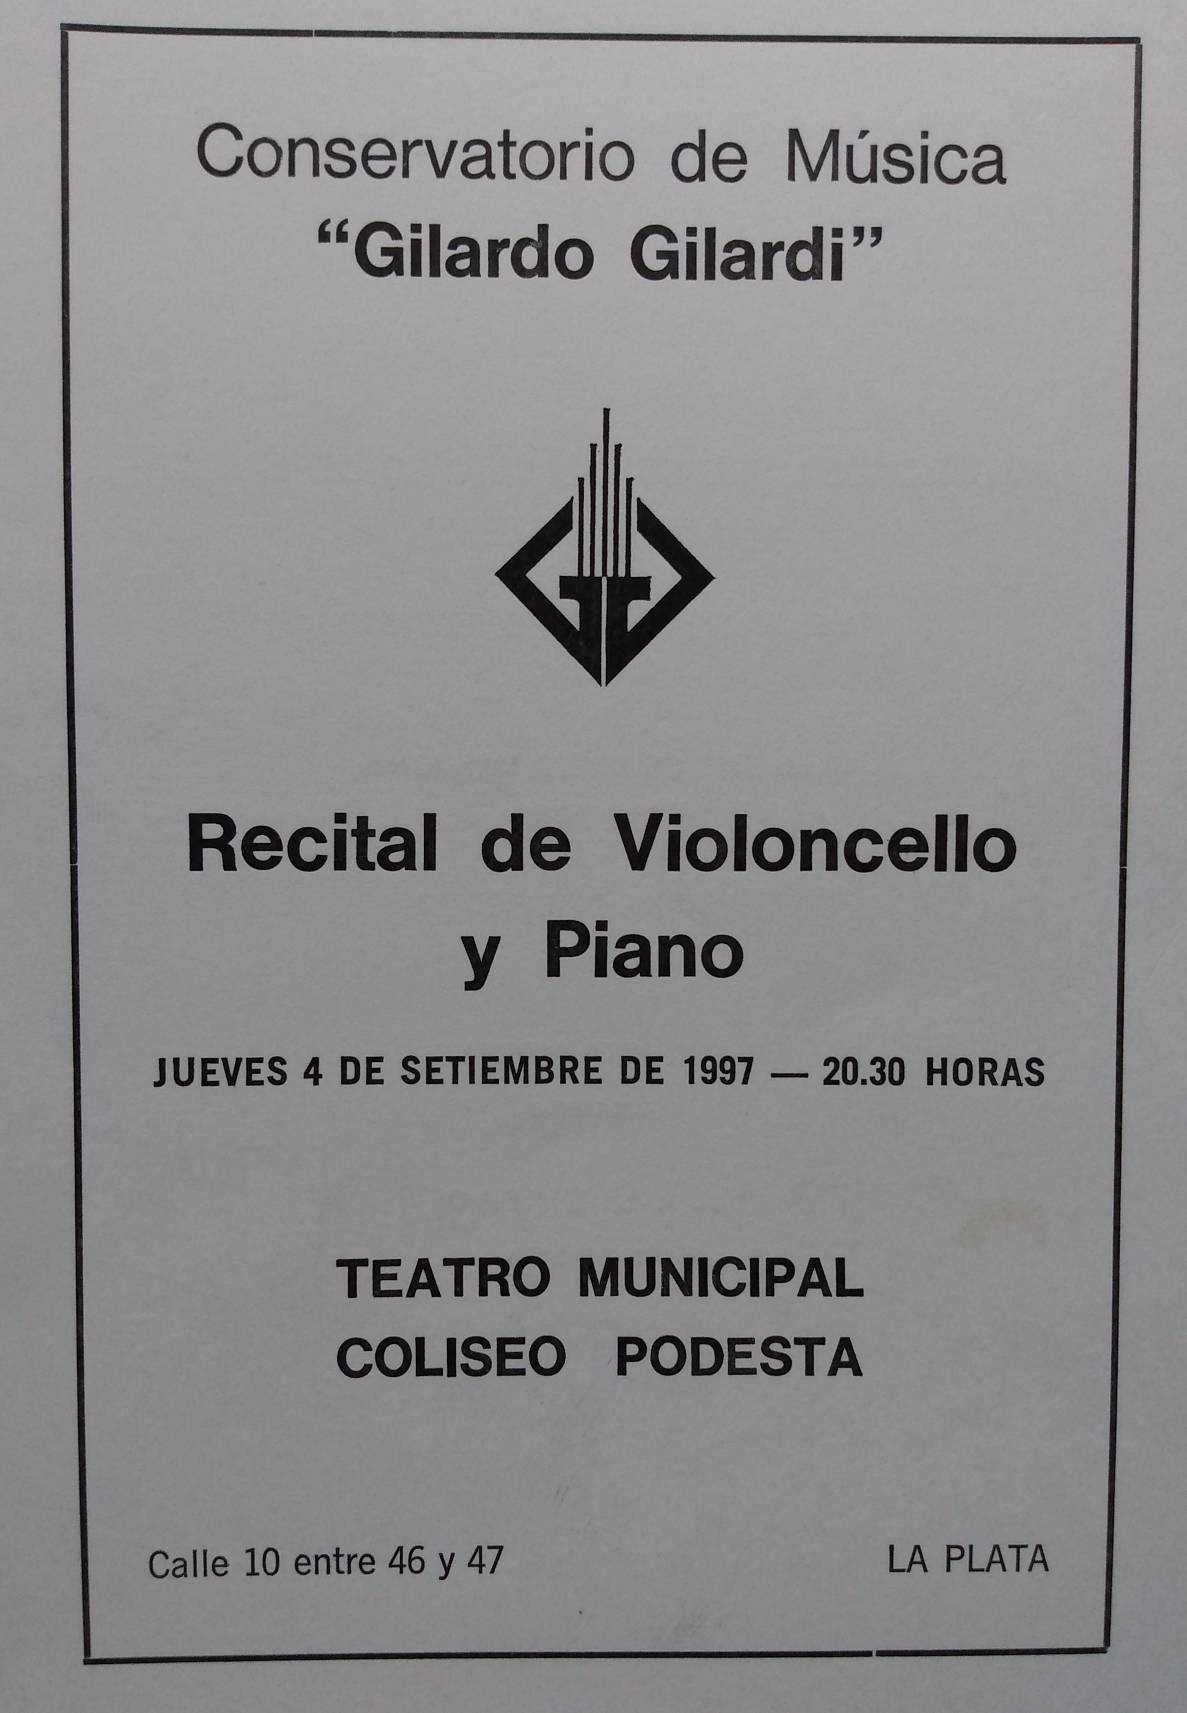 Conservatorio de Música
“Gilardo Gilardi”
Recital de Violoncello
y Piano
JUEVES 4 DE SETIEMBRE DE 1997 — 20.30 HORAS
TEATRO MUNICIPAL
COLISEO PODESTA
Calle 10 entre 46 y 47
LA PLATA